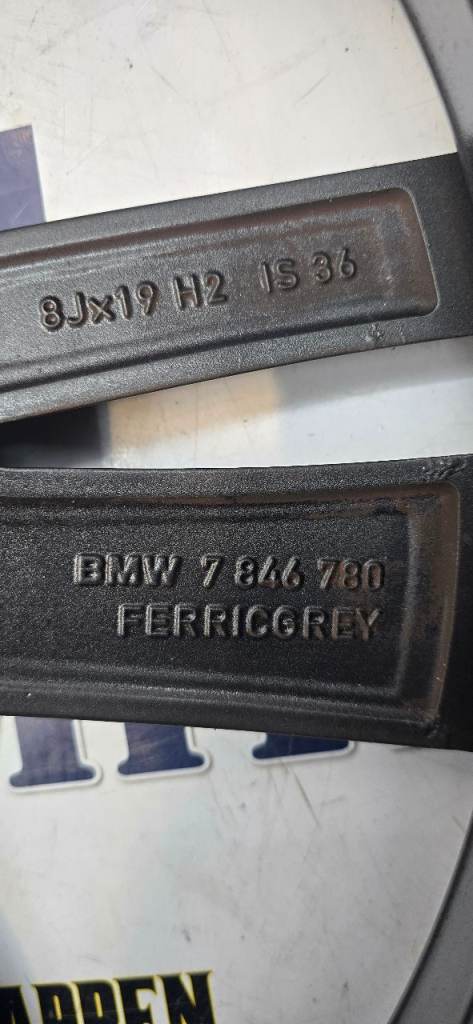 8Jx19 H2 IS 36
BMW 7 846 780
FERRICGREY